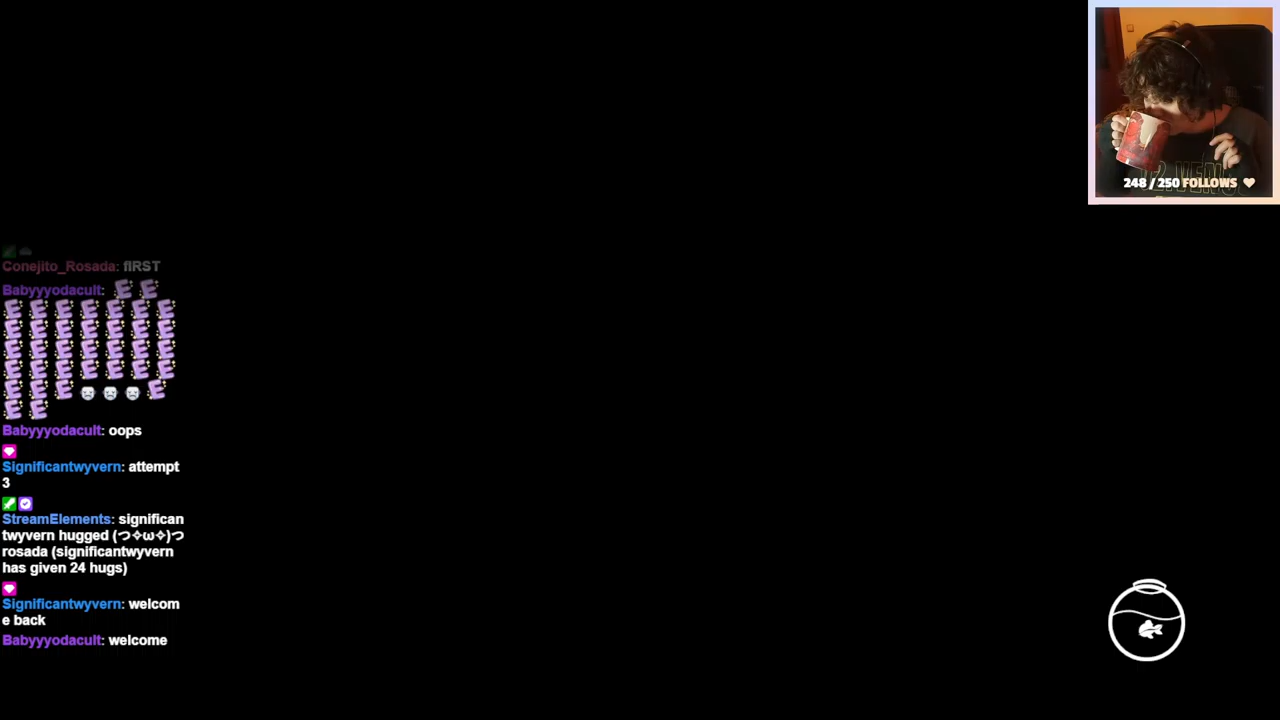 248 / 250 FOLLOWS
Conejito_Rosada: fIRST
Babyyyodacult: E E
E E E E E E E
E E E E E E E
E E E E E E E
E E E E E E E
E E E E
E E
Babyyyodacult: oops
Significantwyvern: attempt
3
StreamElements: significan
twyvern hugged (つ✧ω✧)つ
rosada (significantwyvern
has given 24 hugs)
Significantwyvern: welcom
e back
Babyyyodacult: welcome